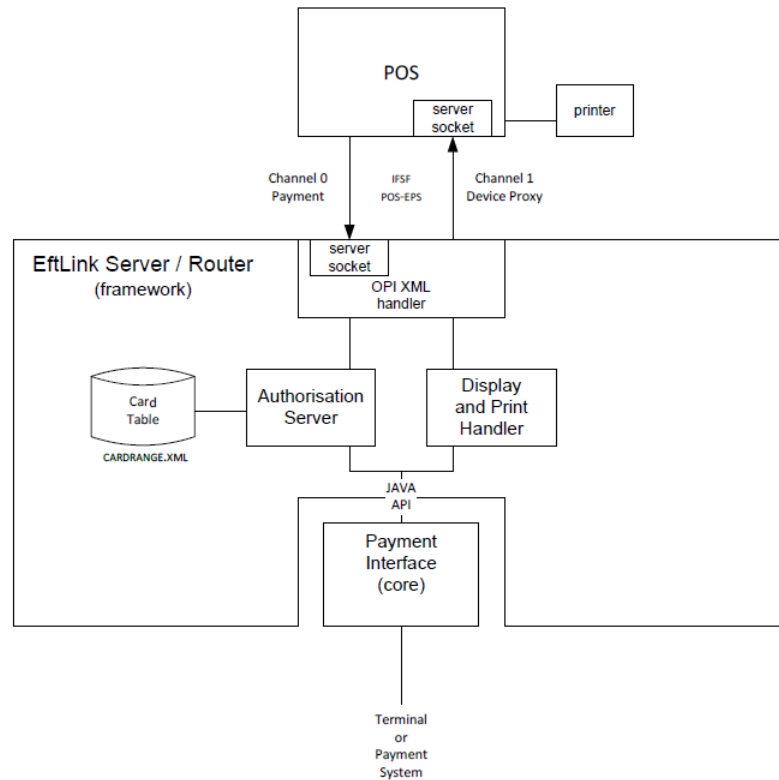 POS
server
socket
printer
Channel 0
Payment
IFSF
POS-EPS
Channel 1
Device Proxy
EftLink Server / Router
(framework)
server
socket
OPI XML
handler
Card
Table
CARDRANGE.XML
Authorisation
Server
Display
and Print
Handler
JAVA
API
Payment
Interface
(core)
Terminal
or
Payment
System